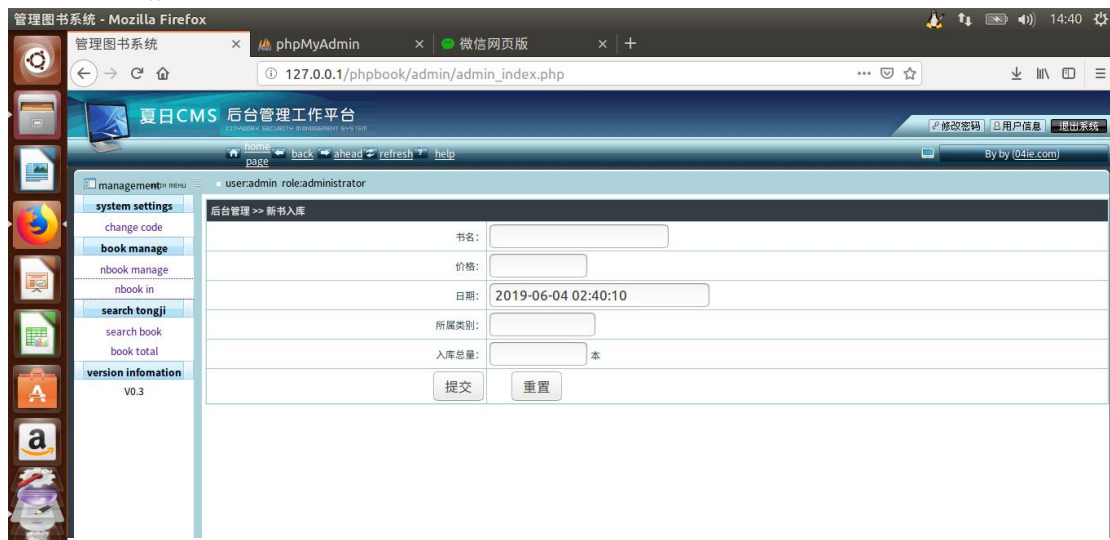 管理图书系统 - Mozilla Firefox 14:40
管理图书系统 × phpMyAdmin × 微信网页版 × +
127.0.0.1/phpbook/admin/admin_index.php
夏日CMS 后台管理工作平台
修改密码 用户信息 退出系统
home page back ahead refresh help
By by (04ie.com)
management MENU user:admin role:administrator
system settings
change code
book manage
nbook manage
nbook in
search tongji
search book
book total
version infomation
V0.3
后台管理 >> 新书入库
书名:
价格:
日期: 2019-06-04 02:40:10
所属类别:
入库总量: 本
提交 重置